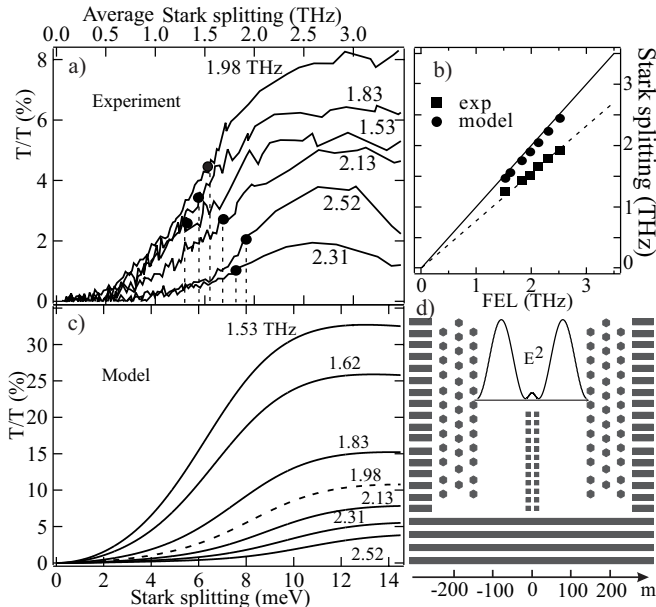 Average Stark splitting (THz)
0.0 0.5 1.0 1.5 2.0 2.5 3.0
a)
Experiment
T/T (%)
8
6
4
2
0
1.98 THz
1.83
1.53
2.13
2.52
2.31
b)
exp
model
Stark splitting (THz)
3
2
1
0
0 1 2 3
FEL (THz)
c)
Model
T/T (%)
30
25
20
15
10
5
0
1.53 THz
1.62
1.83
1.98
2.13
2.31
2.52
0 2 4 6 8 10 12 14
Stark splitting (meV)
d)
E²
-200 -100 0 100 200 m